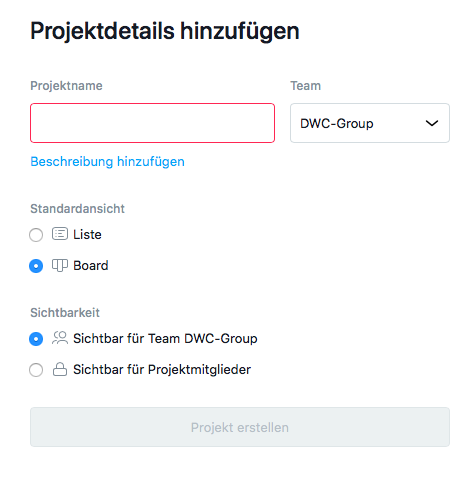 Projektdetails hinzufügen
Projektname
Team
DWC-Group
Beschreibung hinzufügen
Standardansicht
Liste
Board
Sichtbarkeit
Sichtbar für Team DWC-Group
Sichtbar für Projektmitglieder
Projekt erstellen